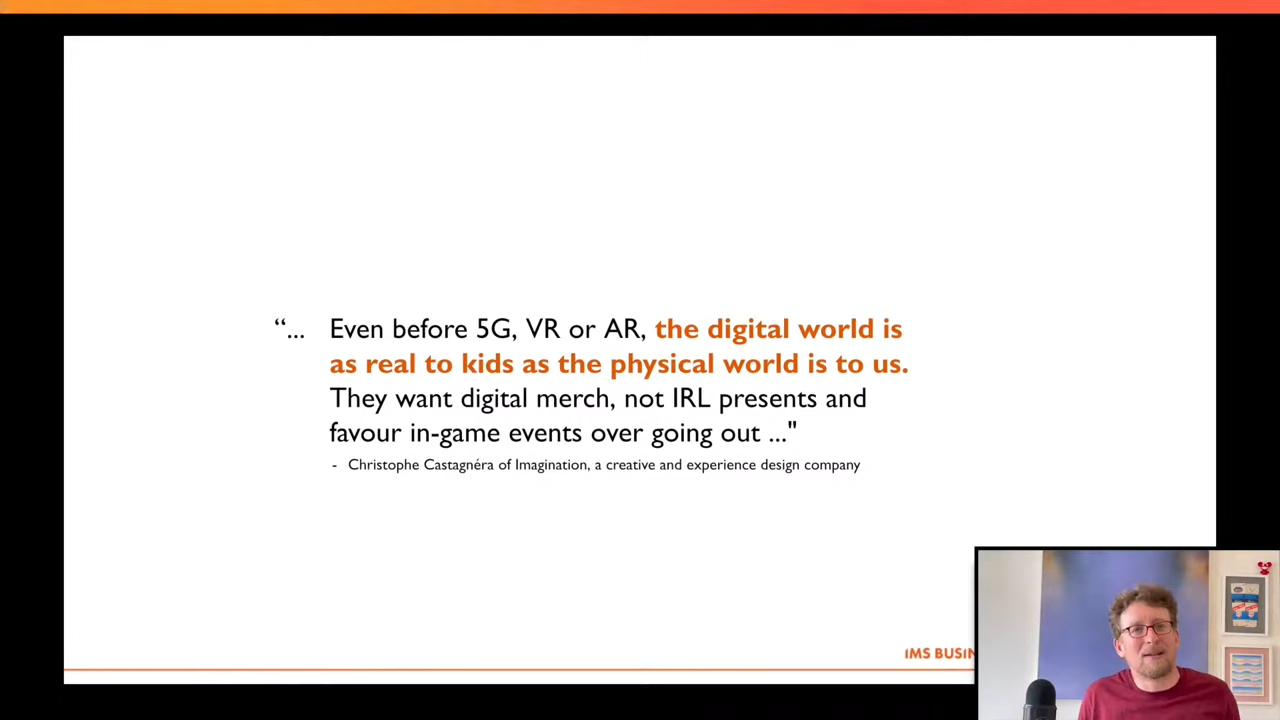 “... Even before 5G, VR or AR, the digital world is
as real to kids as the physical world is to us.
They want digital merch, not IRL presents and
favour in-game events over going out ..."
- Christophe Castagnéra of Imagination, a creative and experience design company
IMS